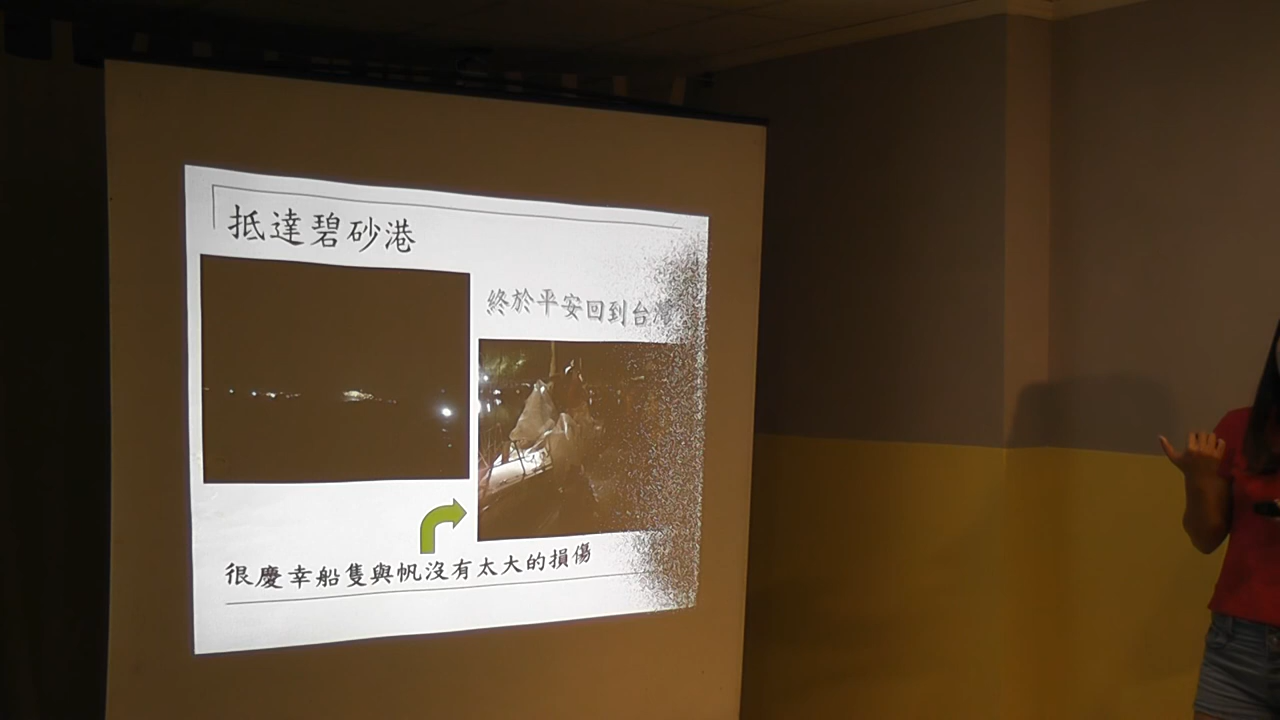 抵達碧砂港
終於平安回到台灣
很慶幸船隻與帆沒有太大的損傷